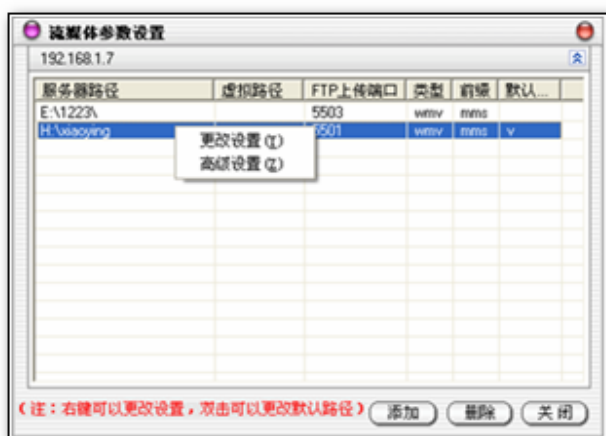 流媒体参数设置
192.168.1.7
服务器路径 虚拟路径 FTP上传端口 类型 前缀 默认...
E:\1223\ 5503 wmv mms
H:\xiaoying 5501 wmv mms v
更改设置(Y)
高级设置(Z)
(注：右键可以更改设置，双击可以更改默认路径) 添加 删除 关闭